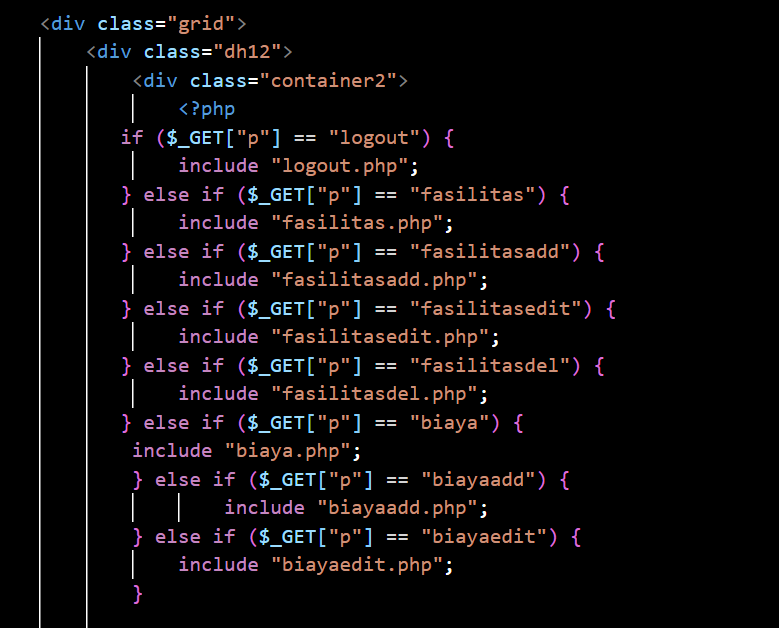 <div class="grid">
<div class="dh12">
<div class="container2">
<?php
if ($_GET["p"] == "logout") {
include "logout.php";
} else if ($_GET["p"] == "fasilitas") {
include "fasilitas.php";
} else if ($_GET["p"] == "fasilitasadd") {
include "fasilitasadd.php";
} else if ($_GET["p"] == "fasilitasedit") {
include "fasilitasedit.php";
} else if ($_GET["p"] == "fasilitasdel") {
include "fasilitasdel.php";
} else if ($_GET["p"] == "biaya") {
include "biaya.php";
} else if ($_GET["p"] == "biayaadd") {
include "biayaadd.php";
} else if ($_GET["p"] == "biayaedit") {
include "biayaedit.php";
}